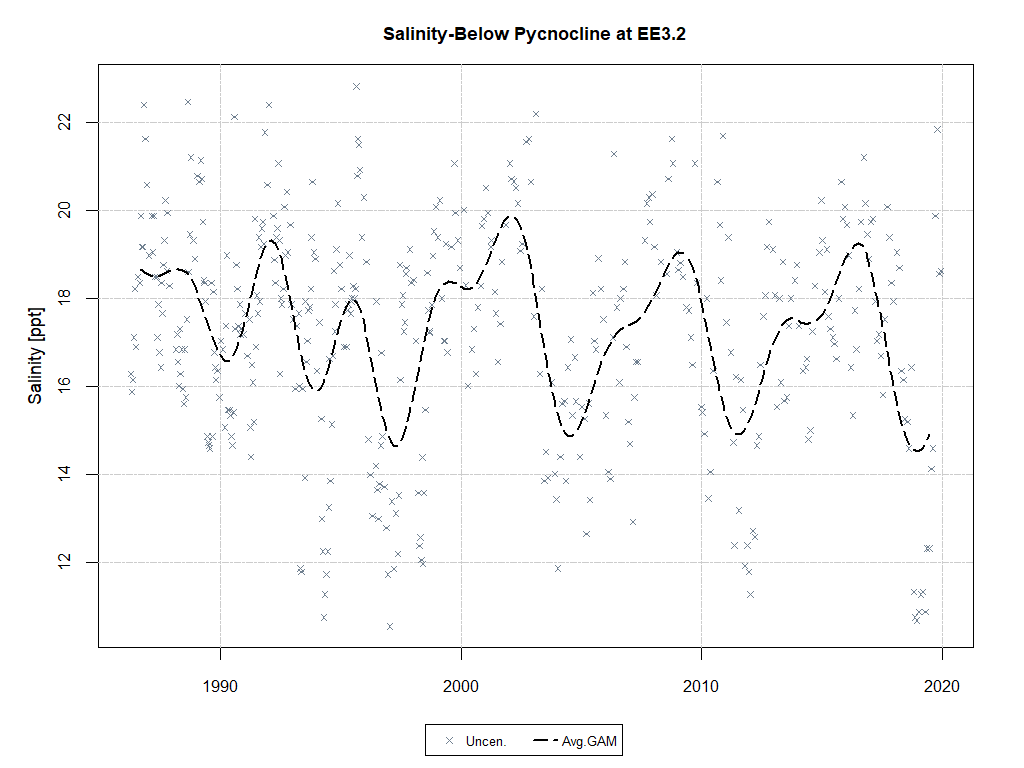 Salinity-Below Pycnocline at EE3.2
22
20
18
16
14
12
Salinity [ppt]
1990
2000
2010
2020
Uncen.
Avg.GAM